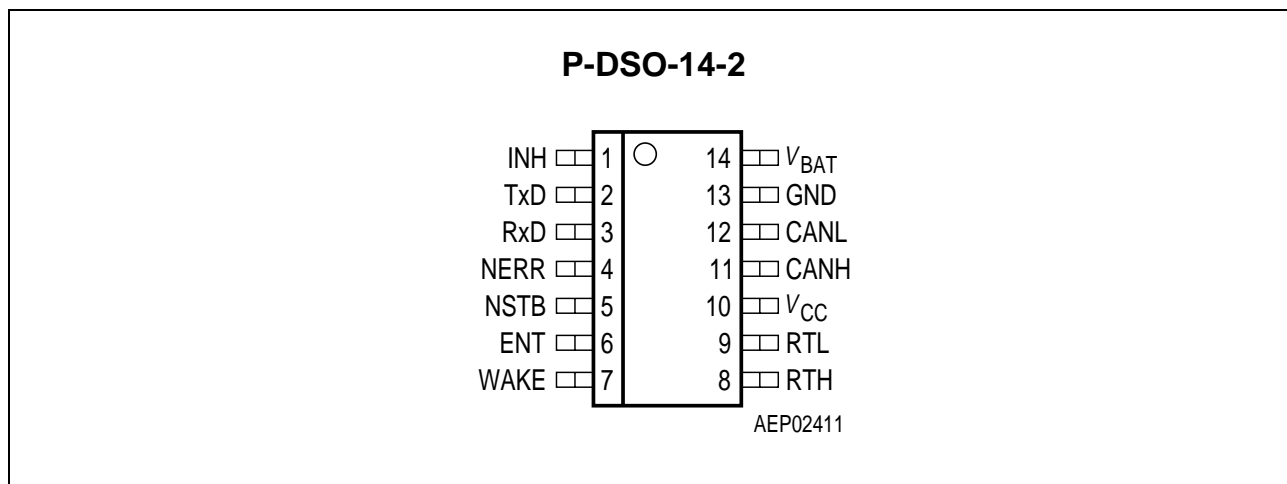 P-DSO-14-2
INH 1 14 VBAT
TxD 2 13 GND
RxD 3 12 CANL
NERR 4 11 CANH
NSTB 5 10 VCC
ENT 6 9 RTL
WAKE 7 8 RTH
AEP02411